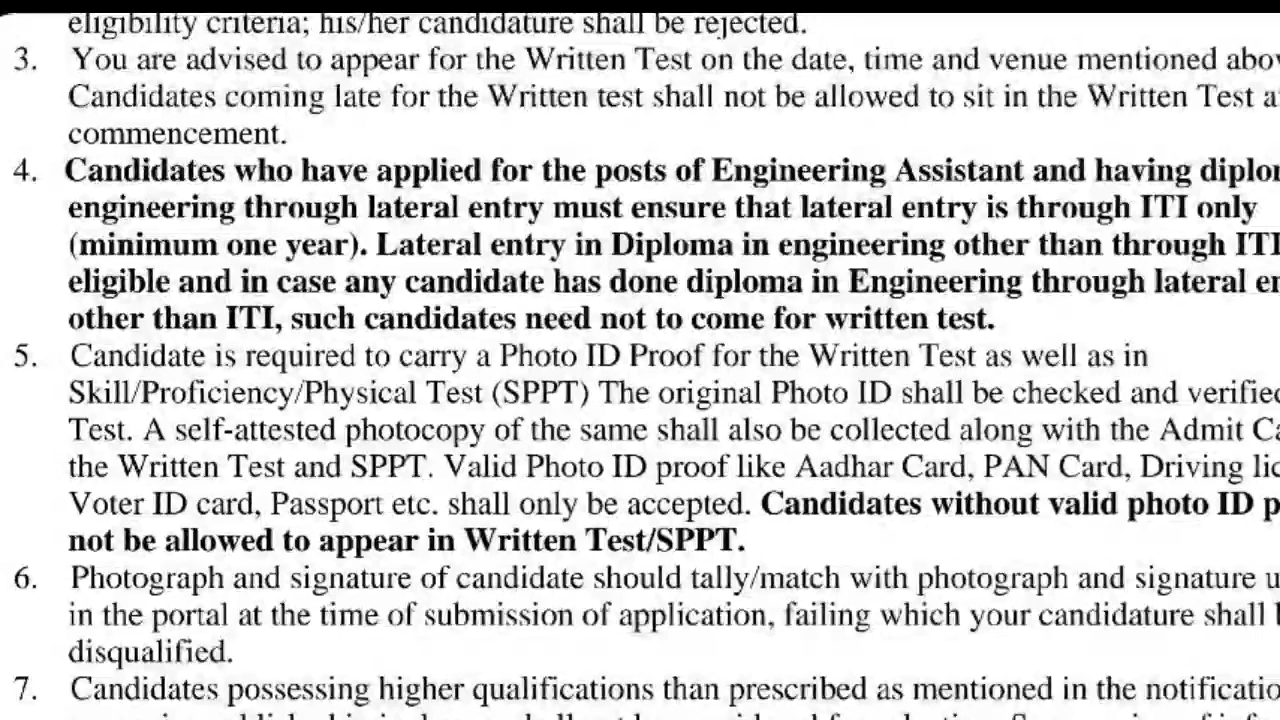 eligibility criteria; his/her candidature shall be rejected.
3. You are advised to appear for the Written Test on the date, time and venue mentioned
Candidates coming late for the Written test shall not be allowed to sit in the Written Test
commencement.
4. Candidates who have applied for the posts of Engineering Assistant and having
engineering through lateral entry must ensure that lateral entry is through ITI only
(minimum one year). Lateral entry in Diploma in engineering other than through ITI
eligible and in case any candidate has done diploma in Engineering through lateral
other than ITI, such candidates need not to come for written test.
5. Candidate is required to carry a Photo ID Proof for the Written Test as well as in
Skill/Proficiency/Physical Test (SPPT) The original Photo ID shall be checked and
Test. A self-attested photocopy of the same shall also be collected along with the Admit
the Written Test and SPPT. Valid Photo ID proof like Aadhar Card, PAN Card, Driving
Voter ID card, Passport etc. shall only be accepted. Candidates without valid photo ID
not be allowed to appear in Written Test/SPPT.
6. Photograph and signature of candidate should tally/match with photograph and signature
in the portal at the time of submission of application, failing which your candidature shall
disqualified.
7. Candidates possessing higher qualifications than prescribed as mentioned in the